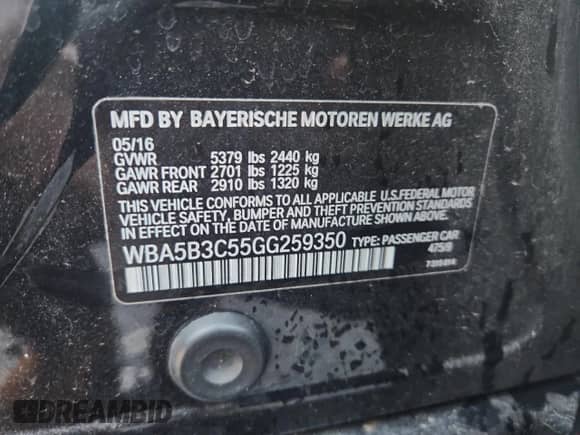 MFD BY BAYERISCHE MOTOREN WERKE AG
05/16
GVWR 5379 lbs 2440 kg
GAWR FRONT 2701 lbs 1225 kg
GAWR REAR 2910 lbs 1320 kg
THIS VEHICLE CONFORMS TO ALL APPLICABLE U.S.FEDERAL MOTOR
VEHICLE SAFETY, BUMPER AND THEFT PREVENTION STANDARDS
IN EFFECT ON THE DATE OF MANUFACTURE SHOWN ABOVE.
WBA5B3C55GG259350 TYPE: PASSENGER CAR
475/9
DREAMBID